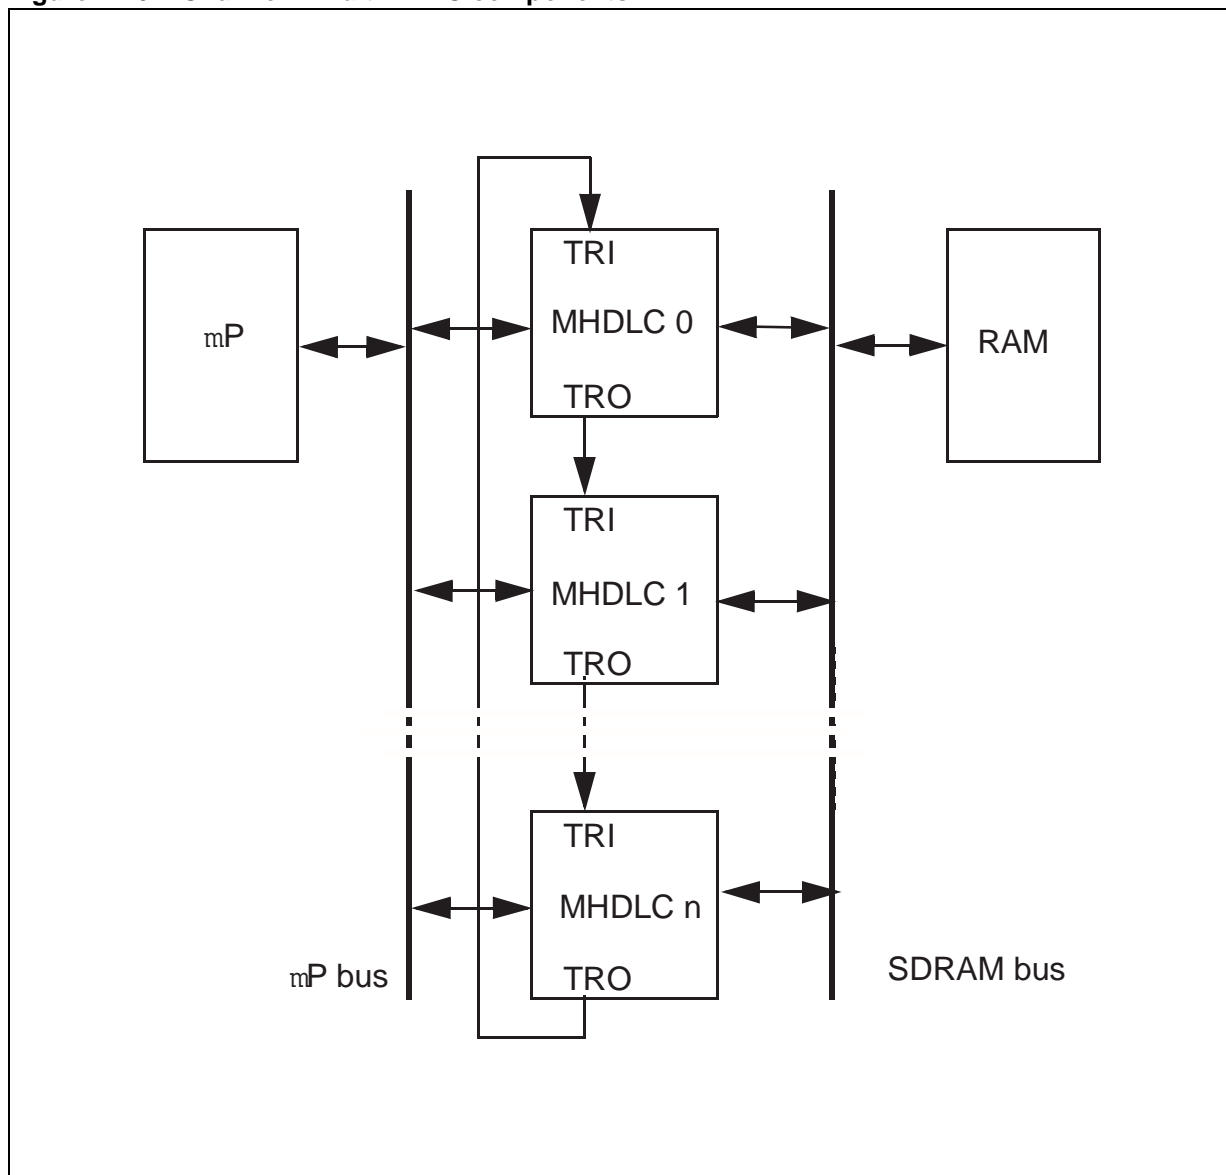 TRI
mP
MHDLC 0
RAM
TRO
TRI
MHDLC 1
TRO
TRI
MHDLC n
TRO
mP bus
SDRAM bus